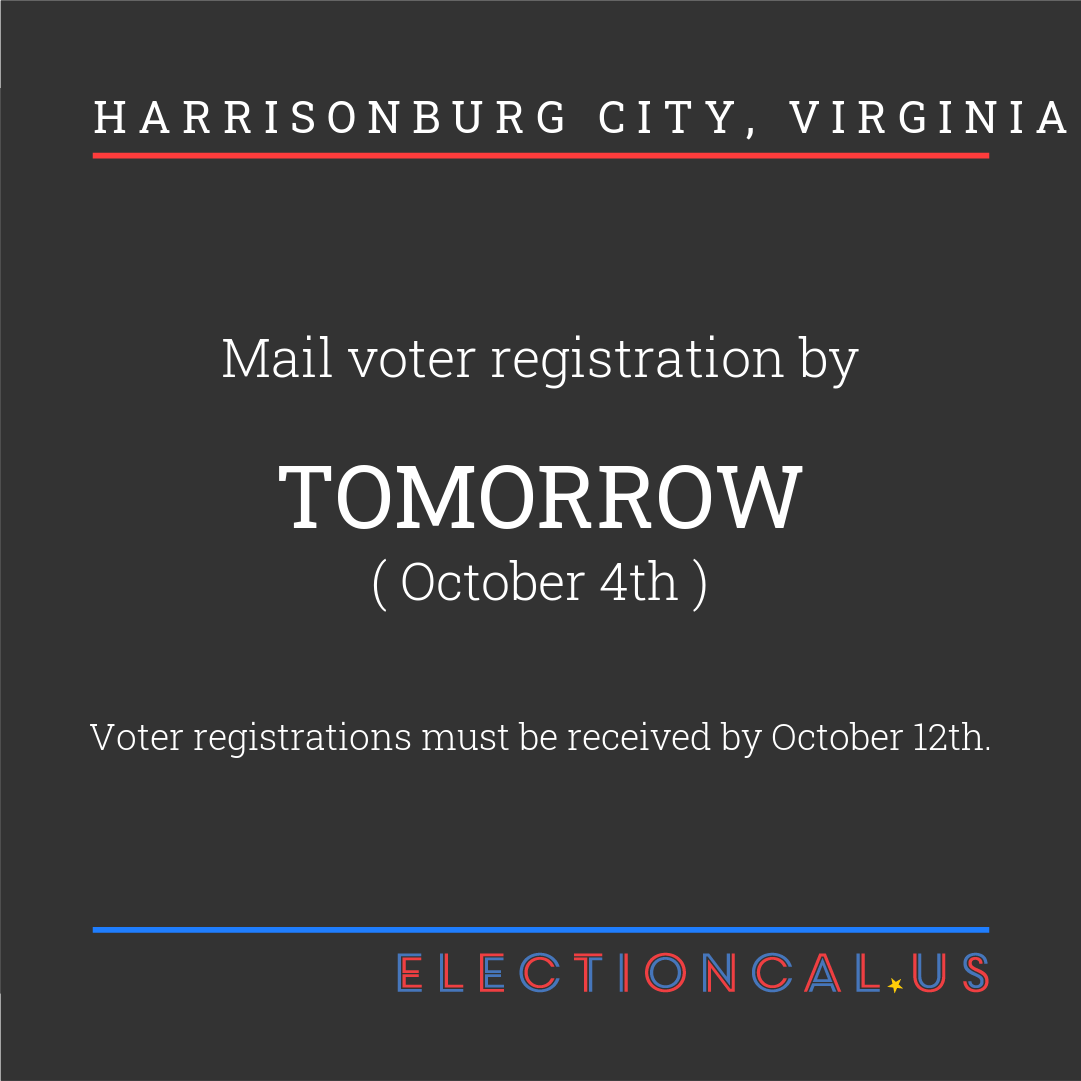 HARRISONBURG CITY, VIRGINIA
Mail voter registration by
TOMORROW
( October 4th )
Voter registrations must be received by October 12th.
ELECTIONCAL.US